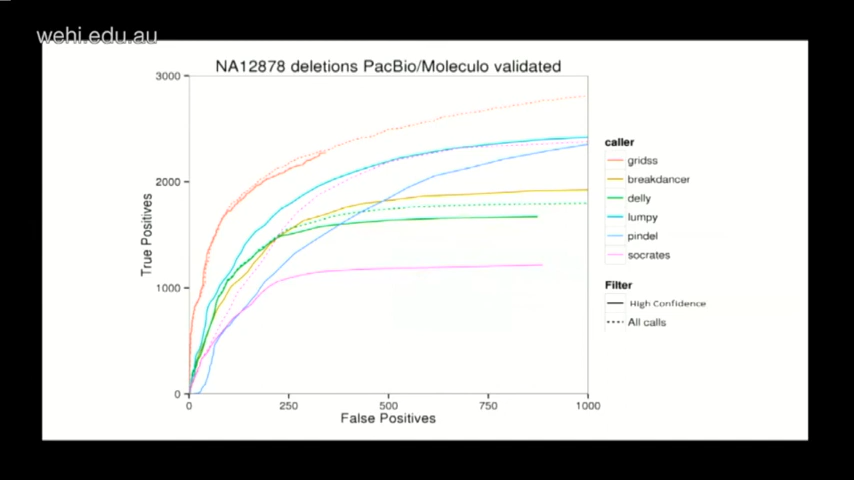 wehi.edu.au
NA12878 deletions PacBio/Moleculo validated
3000
2000
1000
0
True Positives
0 250 500 750 1000
False Positives
caller
gridss
breakdancer
delly
lumpy
pindel
socrates
Filter
High Confidence
All calls